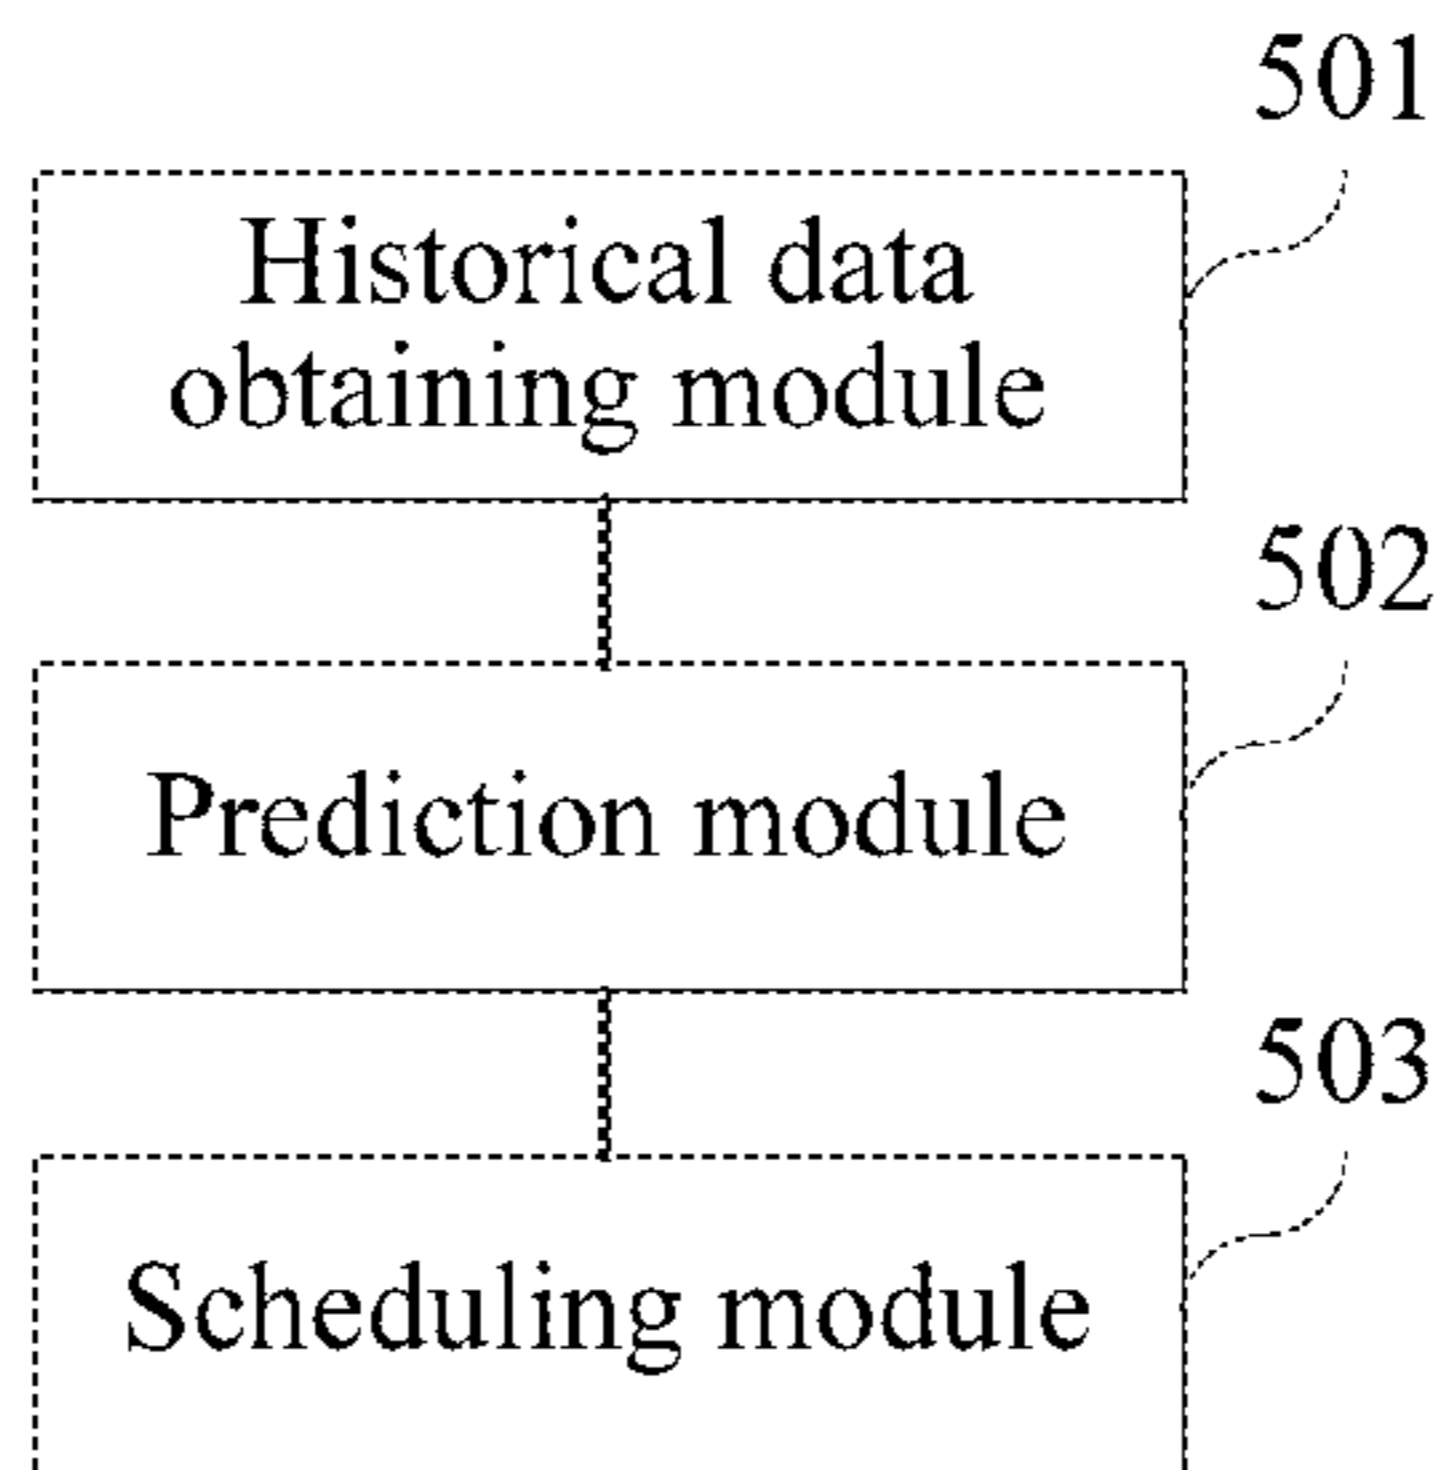 501
Historical data
obtaining module
502
Prediction module
503
Scheduling module